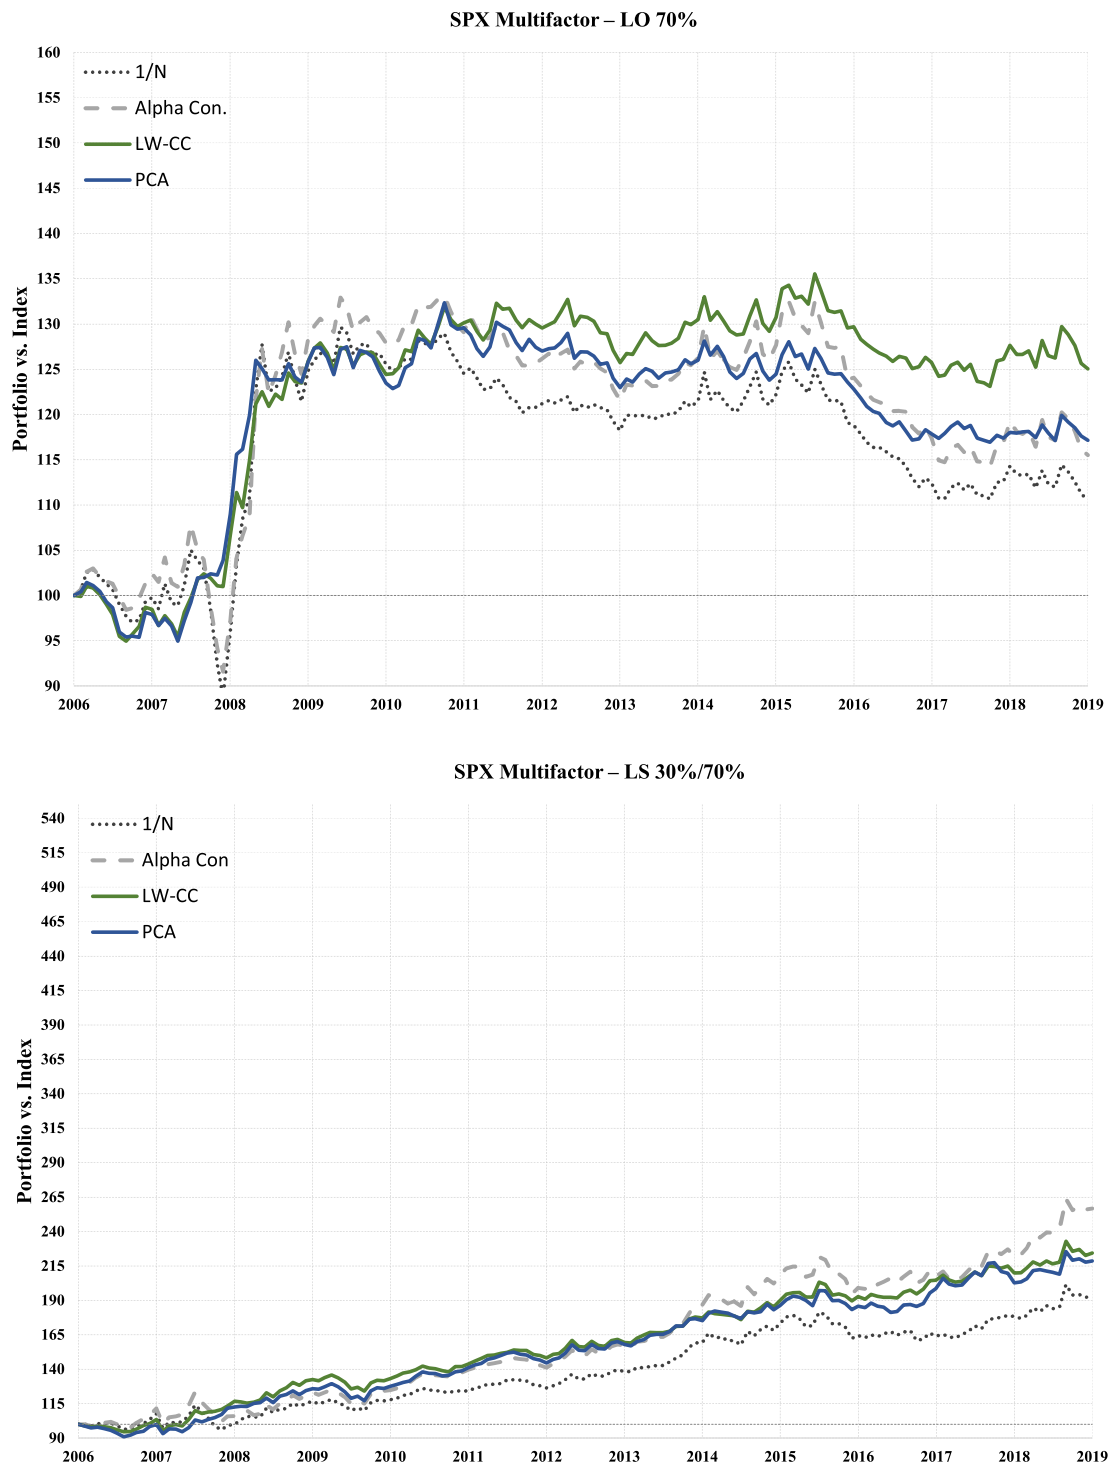 SPX Multifactor – LO 70%
160
155
150
145
140
135
130
125
120
115
110
105
100
95
90
Portfolio vs. Index
1/N
Alpha Con.
LW-CC
PCA
2006 2007 2008 2009 2010 2011 2012 2013 2014 2015 2016 2017 2018 2019
SPX Multifactor – LS 30%/70%
540
515
490
465
440
415
390
365
340
315
290
265
240
215
190
165
140
115
90
Portfolio vs. Index
1/N
Alpha Con
LW-CC
PCA
2006 2007 2008 2009 2010 2011 2012 2013 2014 2015 2016 2017 2018 2019